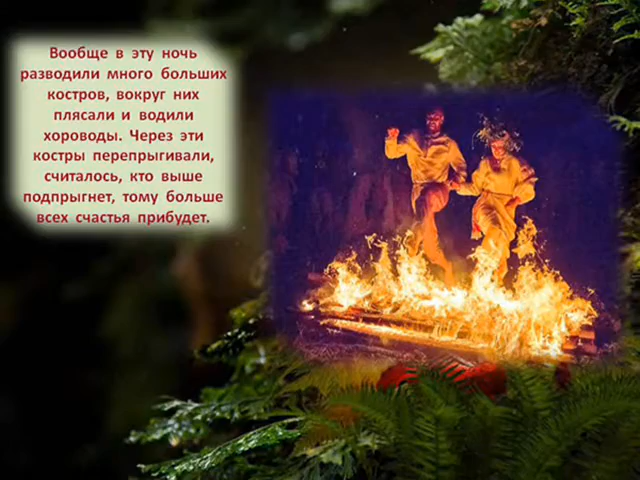 Вообще в эту ночь
разводили много больших
костров, вокруг них
плясали и водили
хороводы. Через эти
костры перепрыгивали,
считалось, кто выше
подпрыгнет, тому больше
всех счастья прибудет.